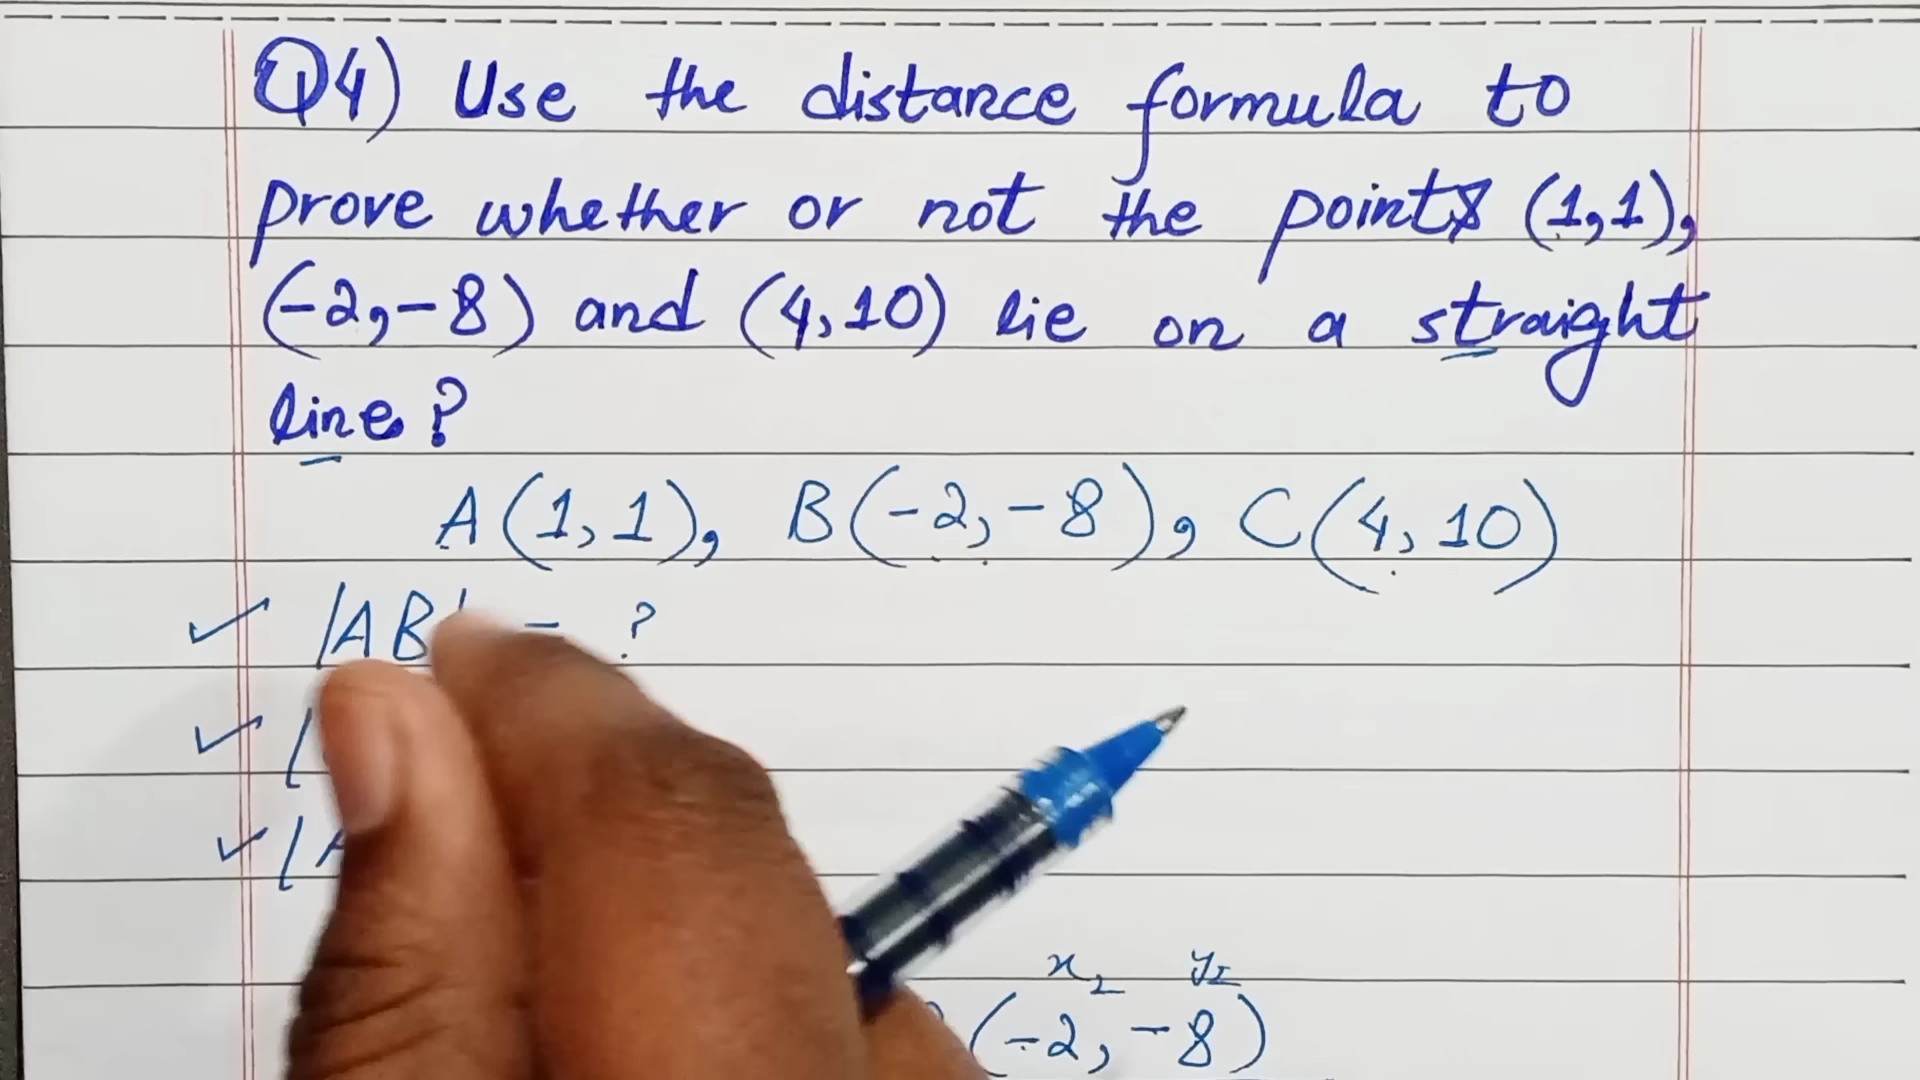 Q4) Use the distance formula to
prove whether or not the points (1,1),
(-2,-8) and (4,10) lie on a straight
line?
A(1,1), B(-2,-8), C(4,10)
✓ |AB| = ?
✓ |
✓ |A
x₂ y₂
(-2,-8)